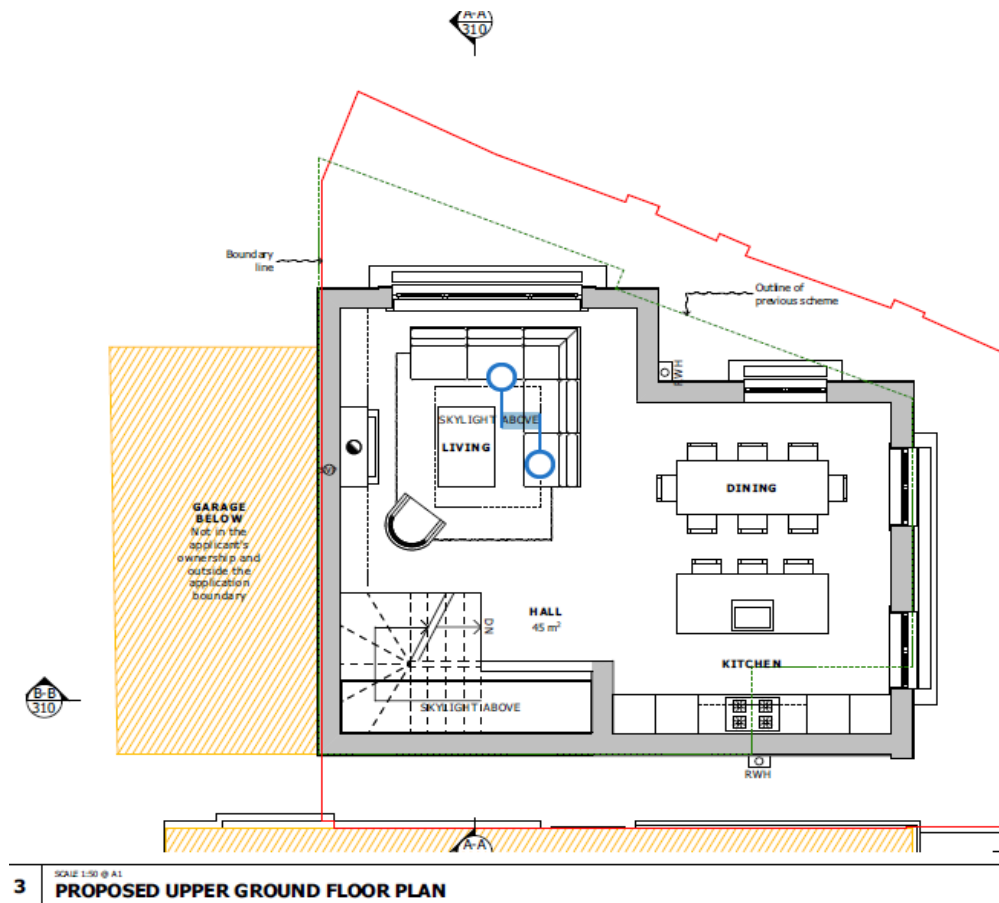 A-A
310
Boundary
line
Outline of
previous scheme
RWH
SKYLIGHT ABOVE
LIVING
DINING
GARAGE
BELOW
Not in the
applicant's
ownership and
outside the
application
boundary
HALL
45 m²
DN
KITCHEN
B-B
310
SKYLIGHT ABOVE
RWH
A-A
3
SCALE 1:50 @ A1
PROPOSED UPPER GROUND FLOOR PLAN